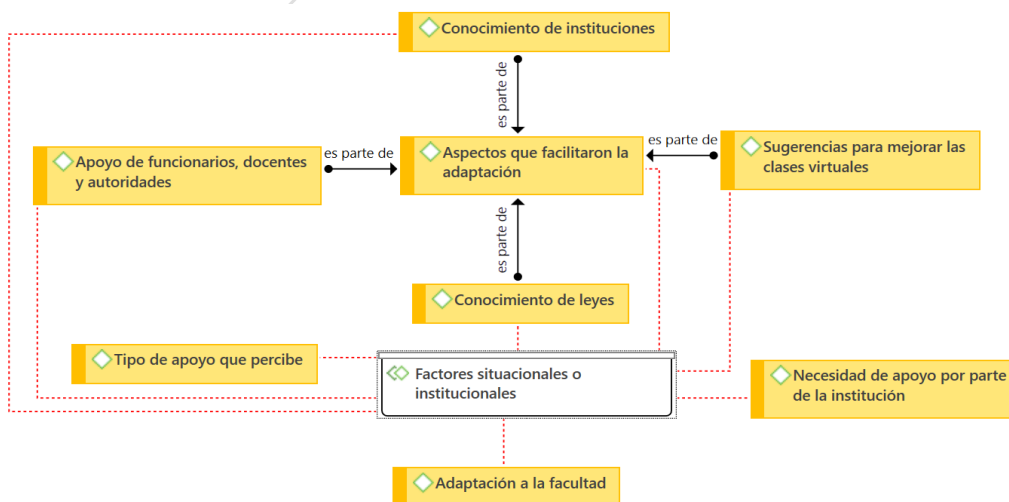 Conocimiento de instituciones
es parte de
Apoyo de funcionarios, docentes
y autoridades
es parte de
Aspectos que facilitaron la
adaptación
es parte de
Sugerencias para mejorar las
clases virtuales
es parte de
Conocimiento de leyes
Tipo de apoyo que percibe
Factores situacionales o
institucionales
Necesidad de apoyo por parte
de la institución
Adaptación a la facultad